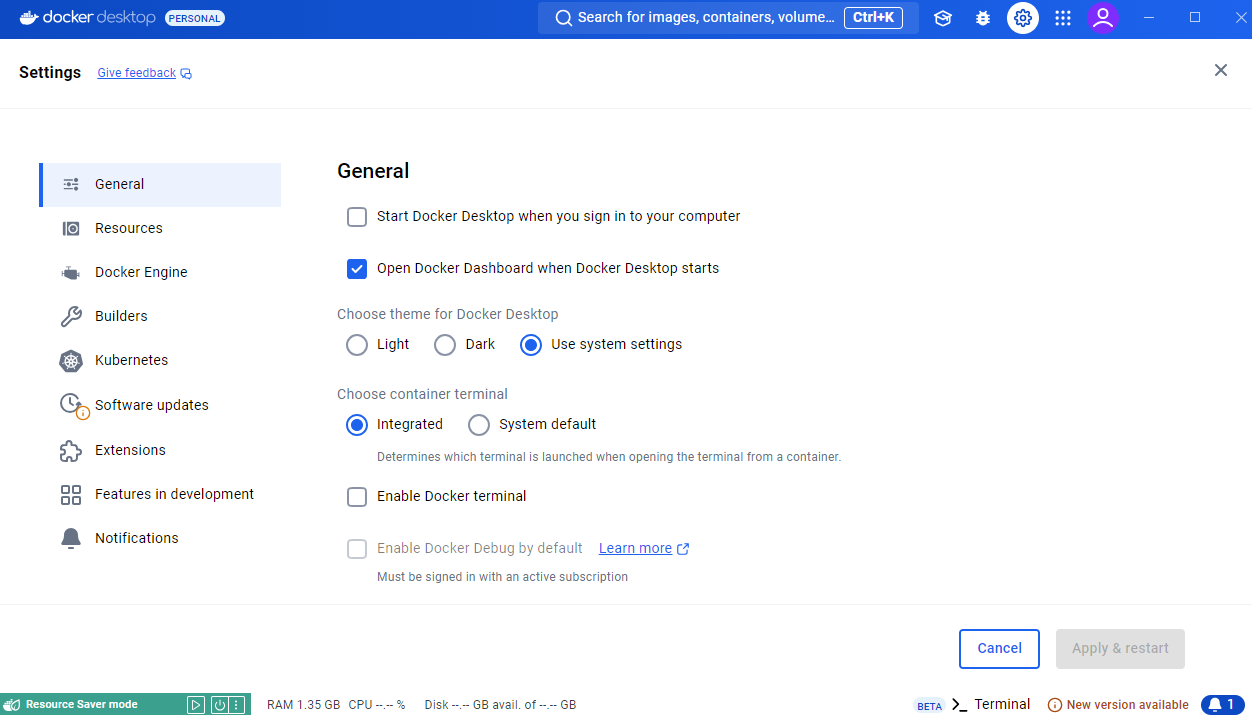 docker desktop PERSONAL
Search for images, containers, volume... Ctrl+K
Settings Give feedback
General
Resources
Docker Engine
Builders
Kubernetes
Software updates
Extensions
Features in development
Notifications
General
Start Docker Desktop when you sign in to your computer
Open Docker Dashboard when Docker Desktop starts
Choose theme for Docker Desktop
Light Dark Use system settings
Choose container terminal
Integrated System default
Determines which terminal is launched when opening the terminal from a container.
Enable Docker terminal
Enable Docker Debug by default Learn more
Must be signed in with an active subscription
Cancel Apply & restart
Resource Saver mode RAM 1.35 GB CPU --.-- % Disk --.-- GB avail. of --.-- GB BETA Terminal New version available 1